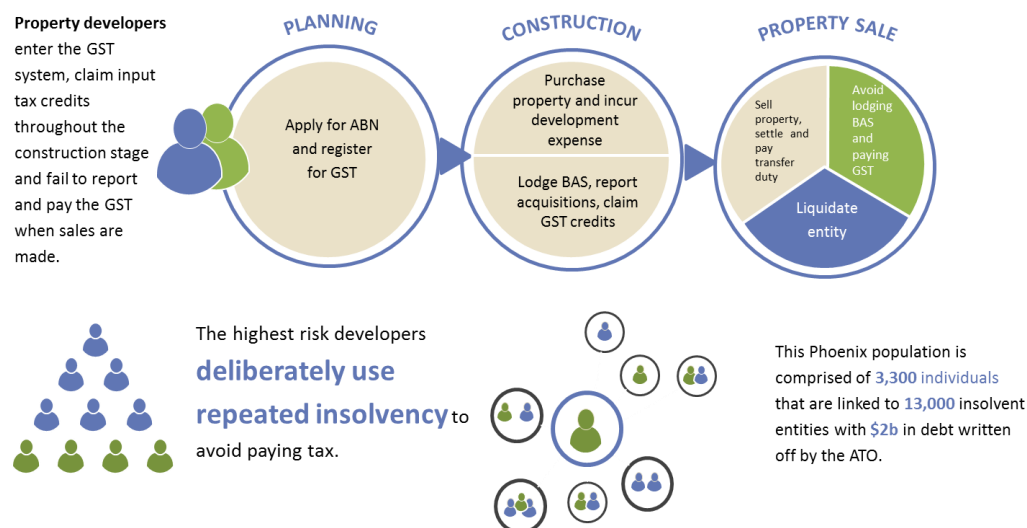 Property developers
enter the GST
system, claim input
tax credits
throughout the
construction stage
and fail to report
and pay the GST
when sales are
made.
PLANNING
Apply for ABN
and register
for GST
CONSTRUCTION
Purchase
property and incur
development
expense
Lodge BAS, report
acquisitions, claim
GST credits
PROPERTY SALE
Sell
property,
settle and
pay
transfer
duty
Avoid
lodging
BAS
and
paying
GST
Liquidate
entity
The highest risk developers
deliberately use
repeated insolvency to
avoid paying tax.
This Phoenix population is
comprised of 3,300 individuals
that are linked to 13,000 insolvent
entities with $2b in debt written
off by the ATO.